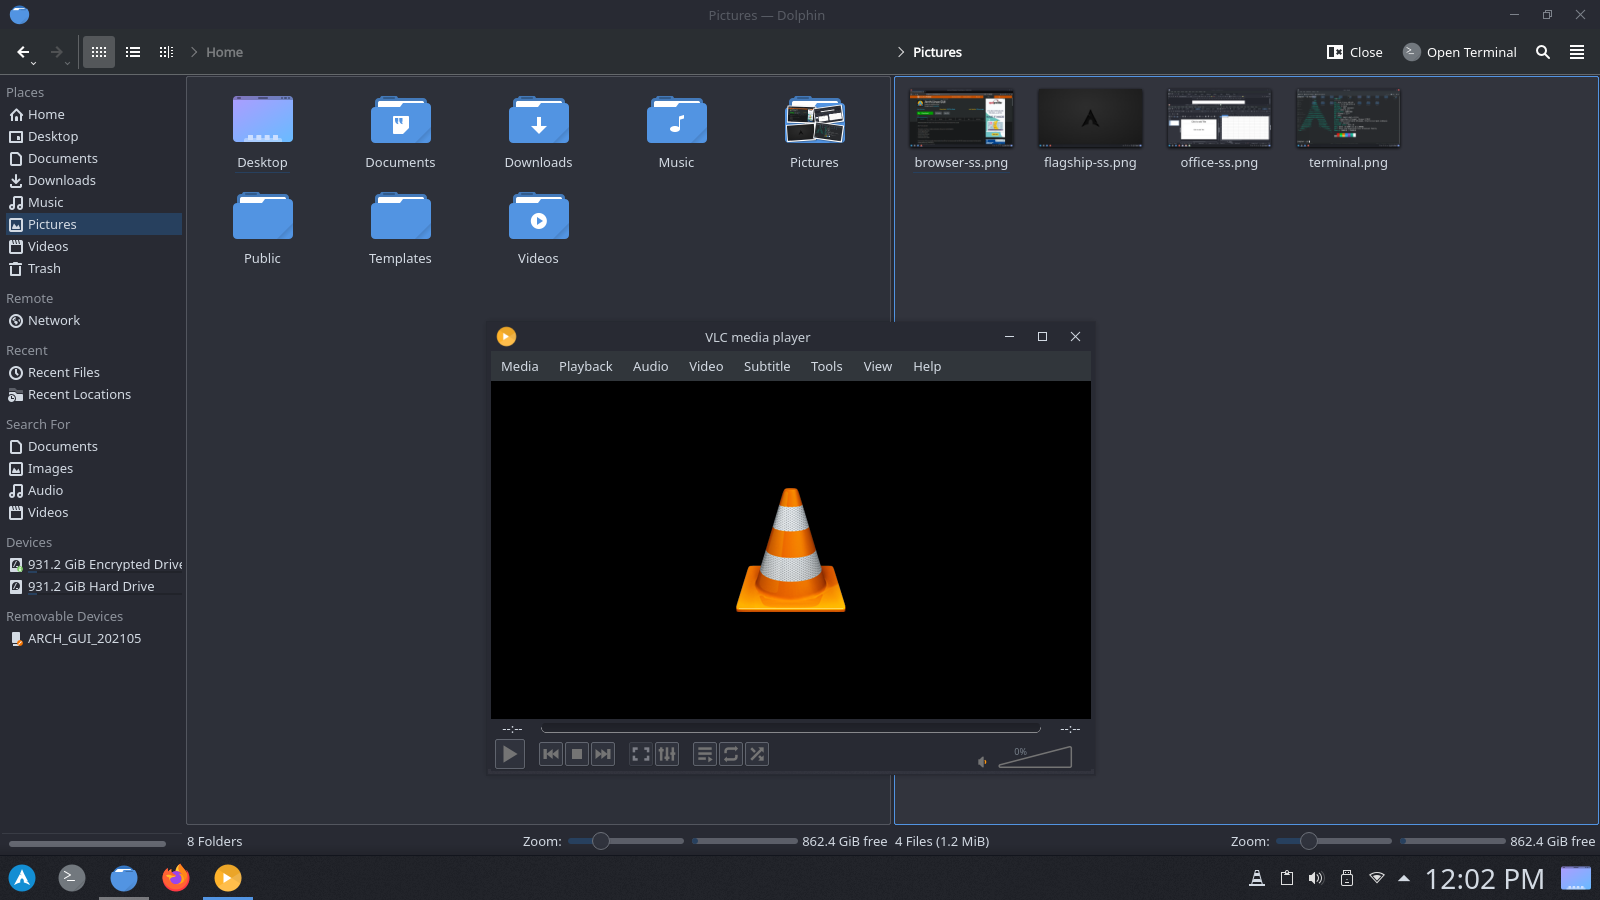 Pictures — Dolphin
Home
Pictures
Close
Open Terminal
Places
Home
Desktop
Documents
Downloads
Music
Pictures
Videos
Trash
Remote
Network
Recent
Recent Files
Recent Locations
Search For
Documents
Images
Audio
Videos
Devices
931.2 GiB Encrypted Drive
931.2 GiB Hard Drive
Removable Devices
ARCH_GUI_202105
Desktop
Documents
Downloads
Music
Pictures
Public
Templates
Videos
browser-ss.png
flagship-ss.png
office-ss.png
terminal.png
VLC media player
Media Playback Audio Video Subtitle Tools View Help
--:-- --:--
0%
8 Folders
Zoom:
862.4 GiB free
4 Files (1.2 MiB)
Zoom:
862.4 GiB free
12:02 PM